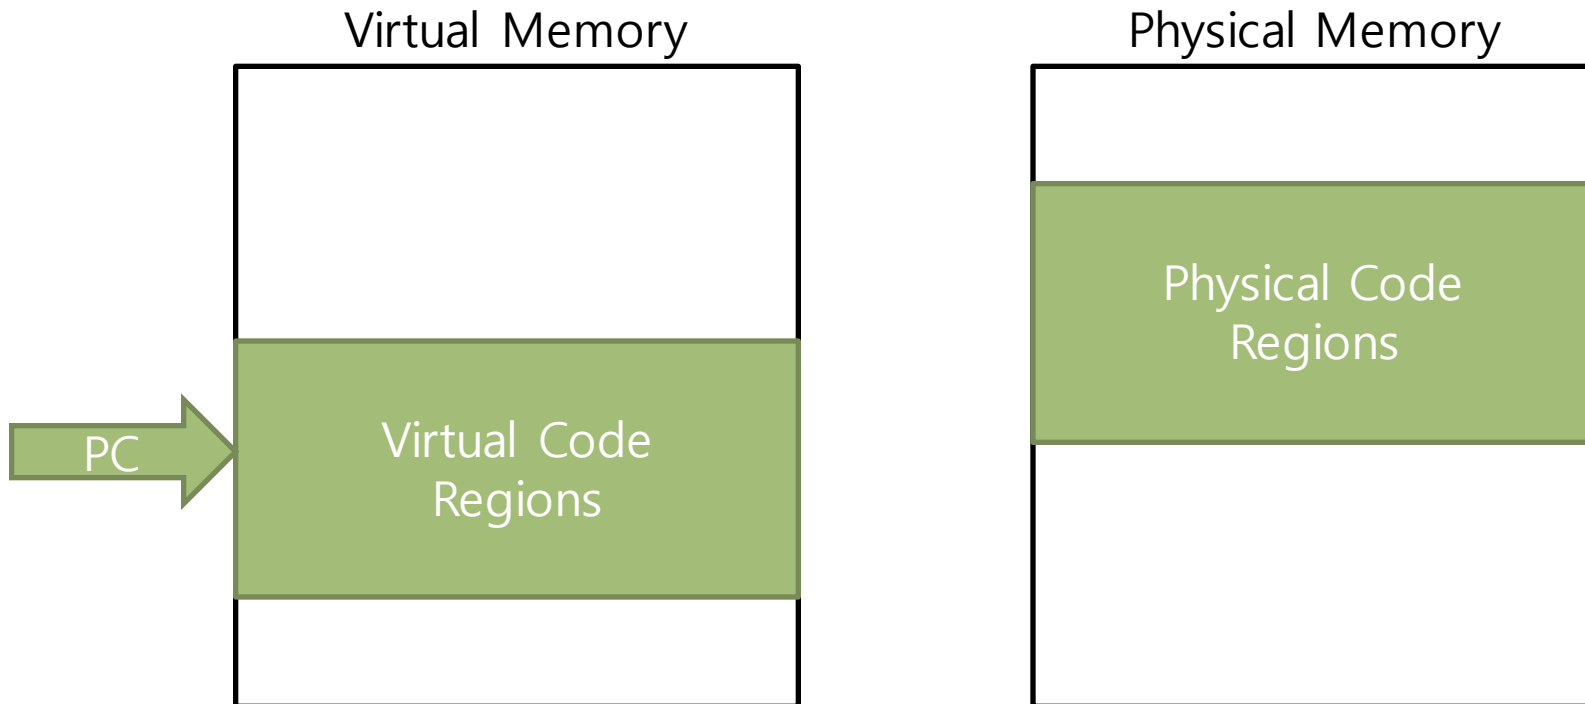 Virtual Memory
Physical Memory
Physical Code
Regions
PC
Virtual Code
Regions